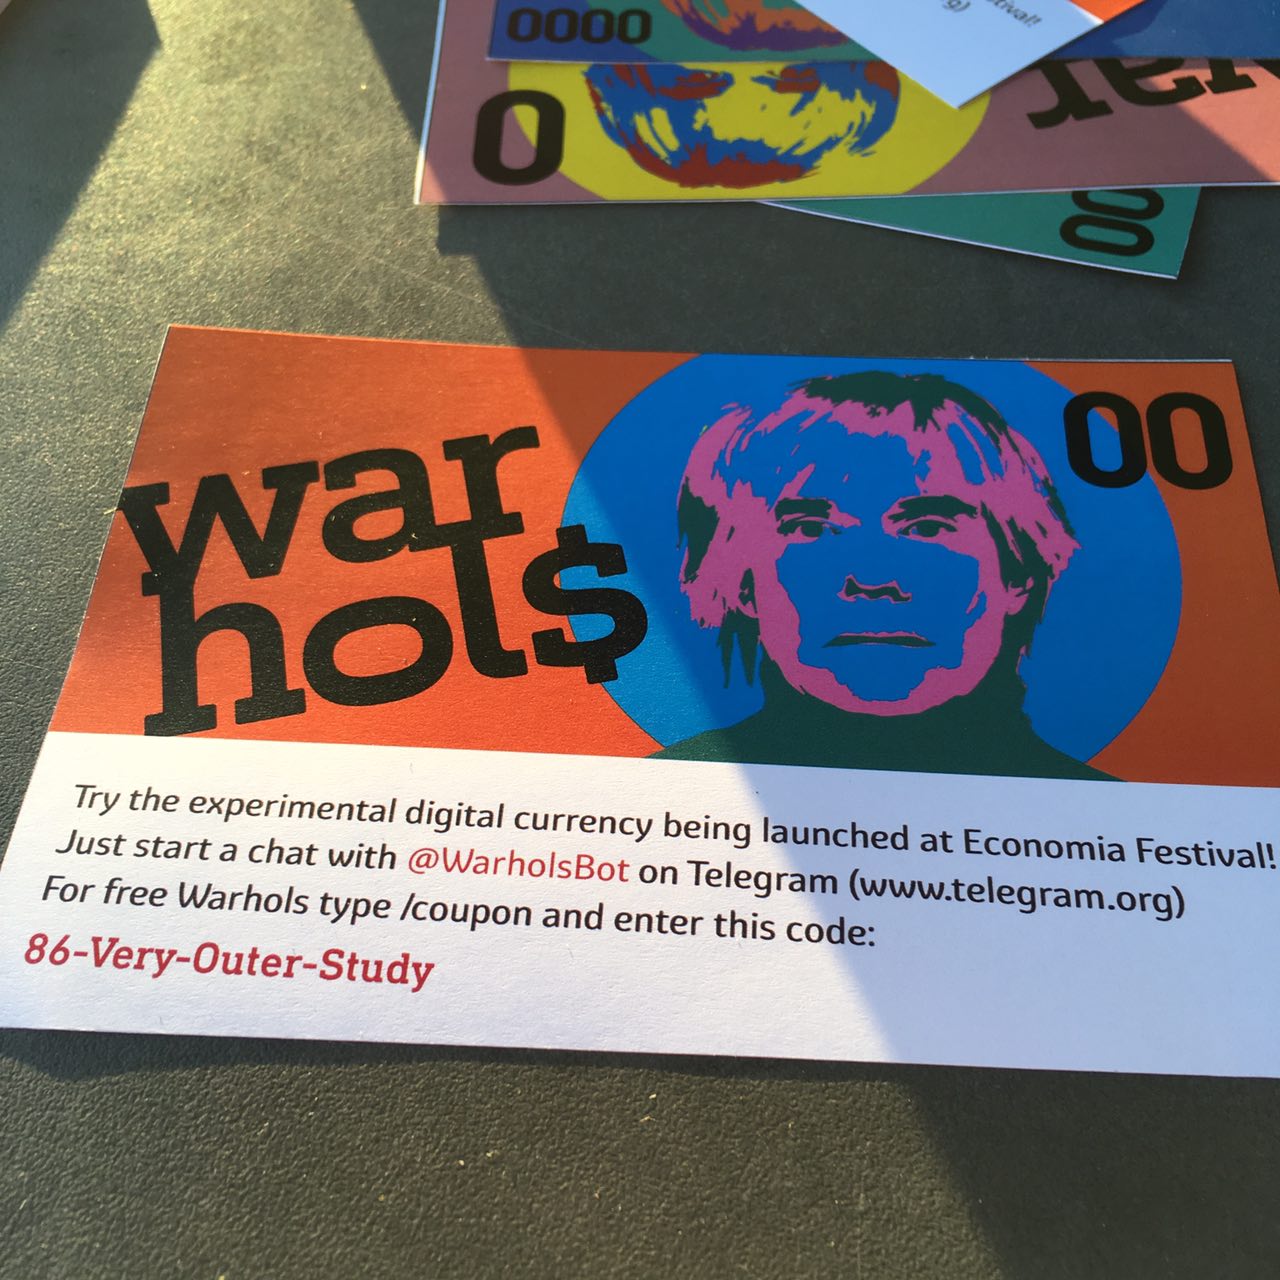 0000
tival!
g)
0
ar
00
war
hol$
00
Try the experimental digital currency being launched at Economia Festival!
Just start a chat with @WarholsBot on Telegram (www.telegram.org)
For free Warhols type /coupon and enter this code:
86-Very-Outer-Study